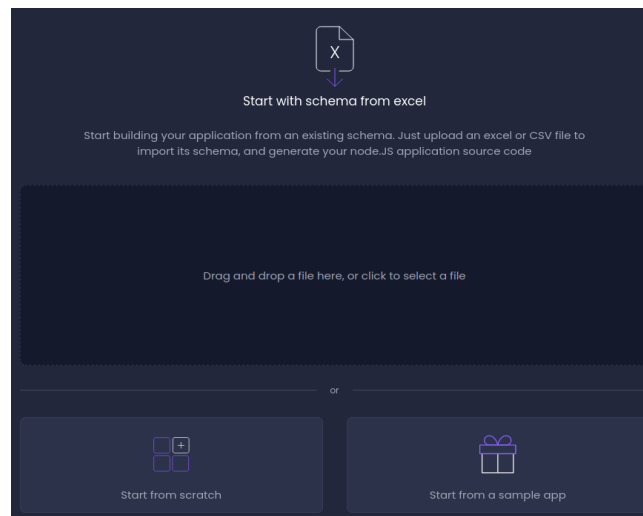 X
Start with schema from excel
Start building your application from an existing schema. Just upload an excel or CSV file to
import its schema, and generate your node.JS application source code
Drag and drop a file here, or click to select a file
or
Start from scratch
Start from a sample app